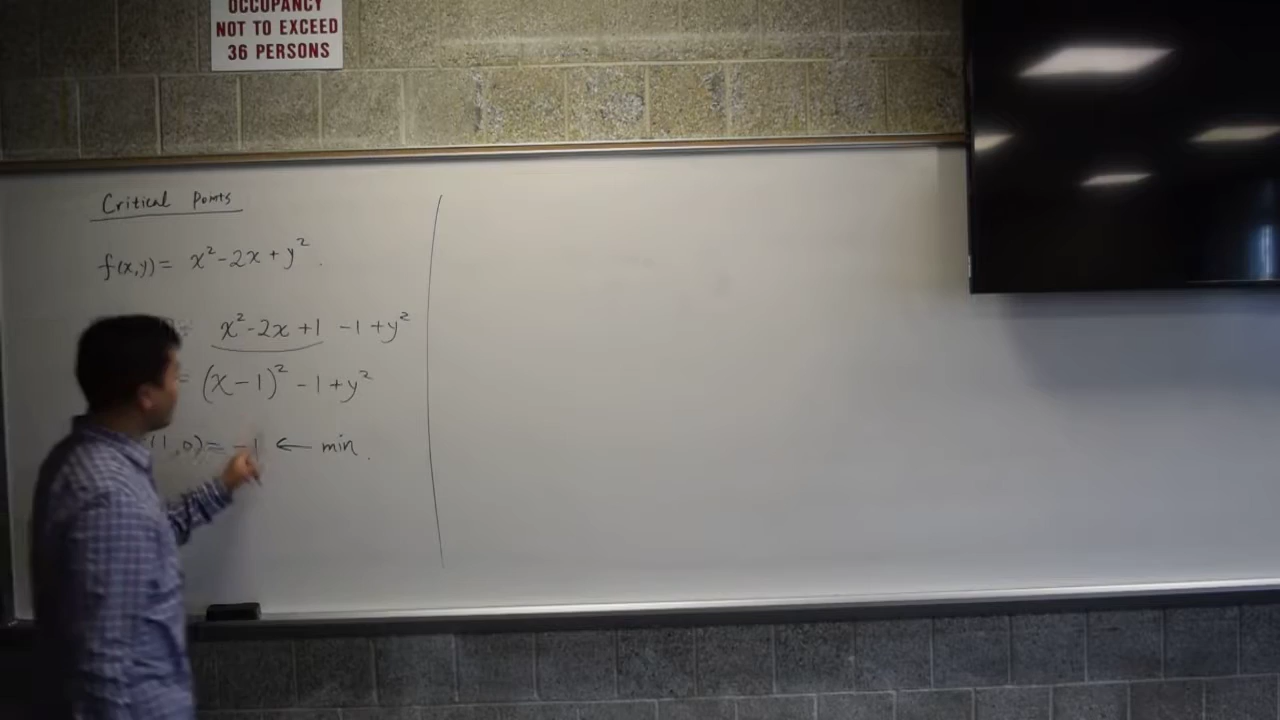 OCCUPANCY
NOT TO EXCEED
36 PERSONS
Critical Points
f(x,y) = x² - 2x + y².
x² - 2x + 1 - 1 + y²
= (x - 1)² - 1 + y²
(1,0) = -1 ← min.